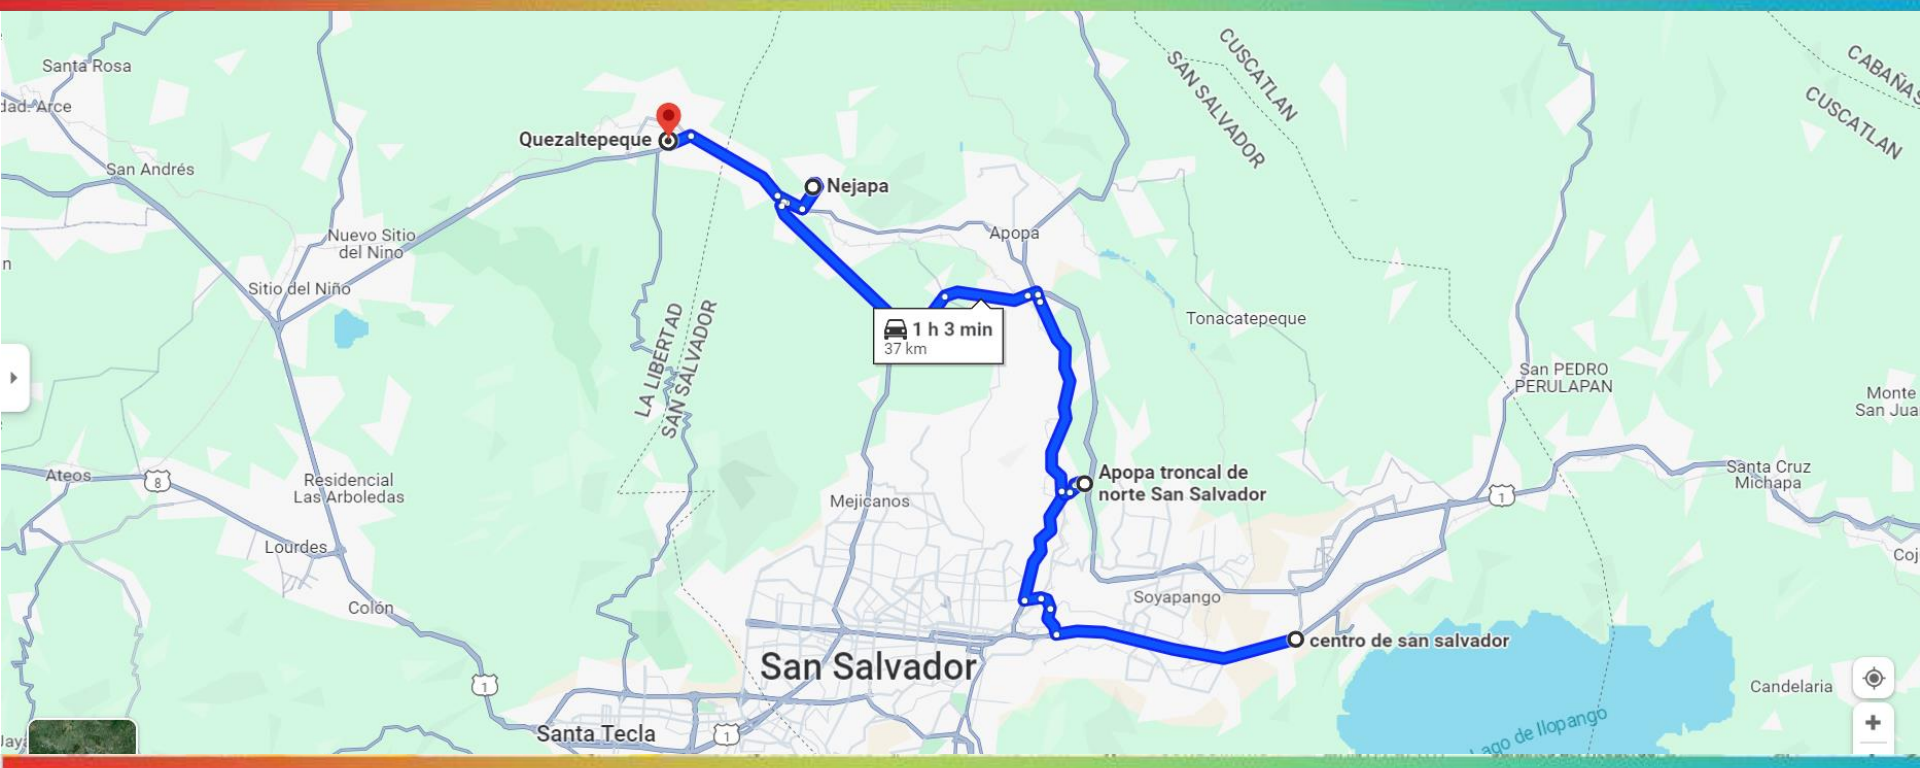 Santa Rosa
dad. Arce
San Andrés
Quezaltepeque
Nejapa
Apopa
CUSCATLAN
SAN SALVADOR
CABAÑAS
CUSCATLAN
Nuevo Sitio
del Nino
Sitio del Niño
n
LA LIBERTAD
SAN SALVADOR
1 h 3 min
37 km
Tonacatepeque
San PEDRO
PERULAPAN
Monte
San Jua
Ateos
8
Residencial
Las Arboledas
Mejicanos
Apopa troncal de
norte San Salvador
1
Santa Cruz
Michapa
Lourdes
Coj
Colón
Soyapango
centro de san salvador
San Salvador
1
Candelaria
Santa Tecla
1
Lago de Ilopango
Jaya